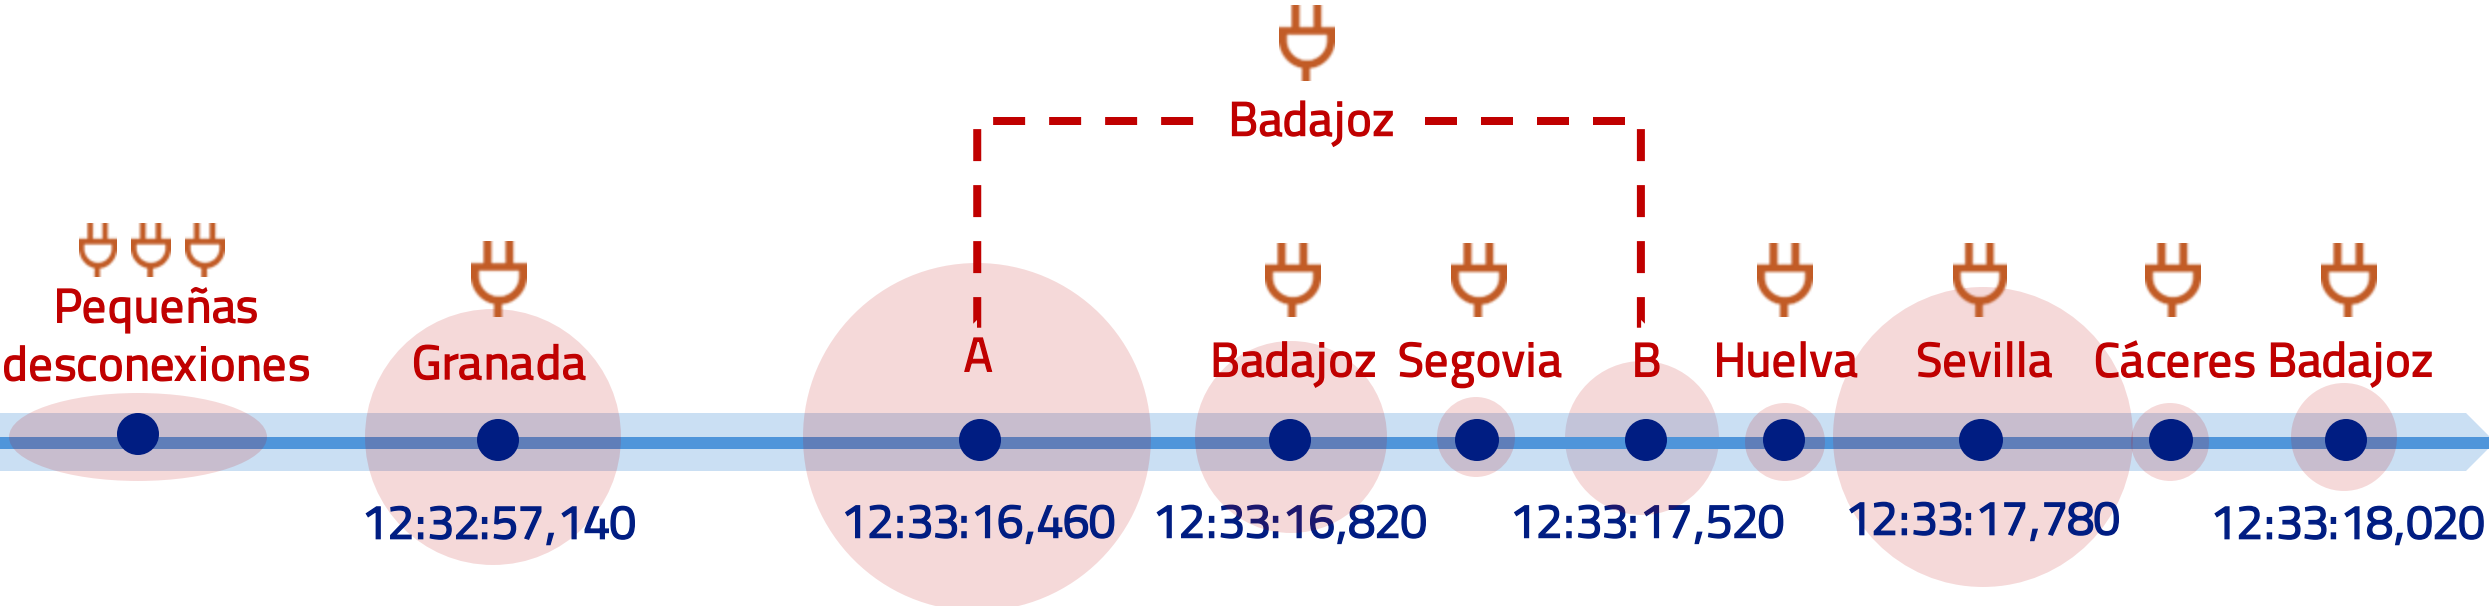 Badajoz
Pequeñas
desconexiones
Granada
A
Badajoz
Segovia
B
Huelva
Sevilla
Cáceres
Badajoz
12:32:57,140
12:33:16,460
12:33:16,820
12:33:17,520
12:33:17,780
12:33:18,020